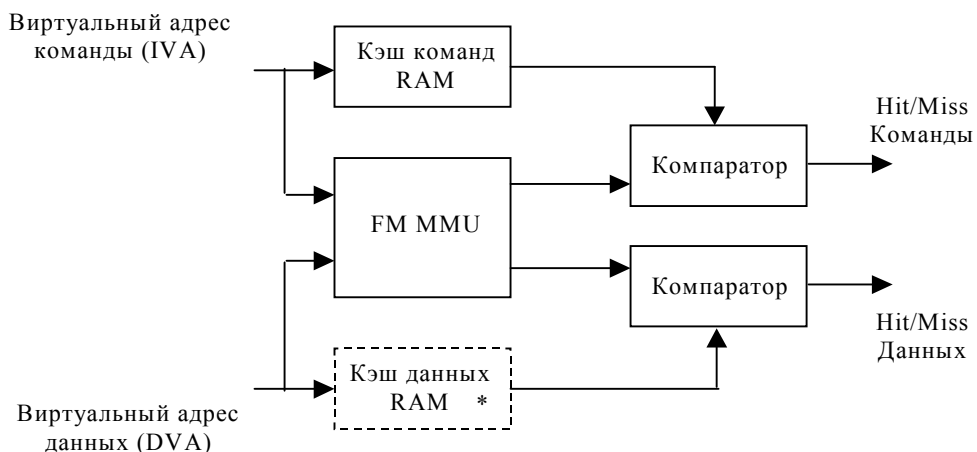 Виртуальный адрес
команды (IVA)
Кэш команд
RAM
Hit/Miss
Команды
Компаратор
FM MMU
Компаратор
Hit/Miss
Данных
Кэш данных
RAM *
Виртуальный адрес
данных (DVA)